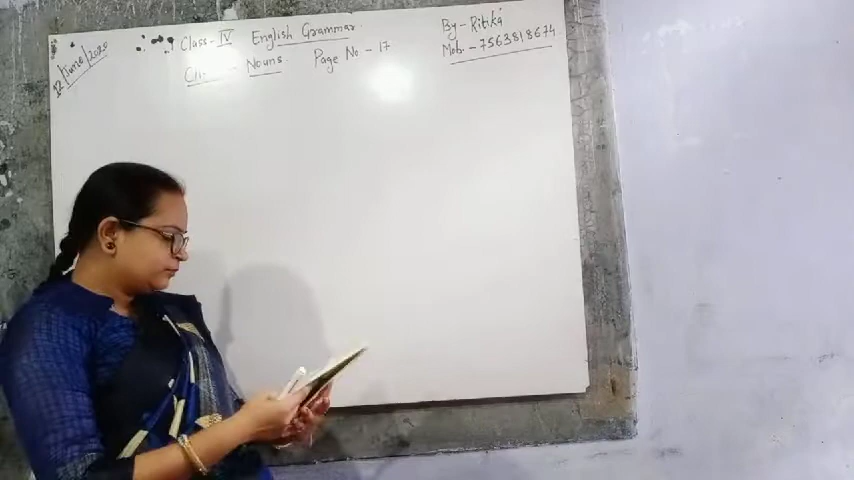 12/June/2020
Class-IV English Grammar
By-Ritika
Nouns Page No-17
Mob.-7563818674